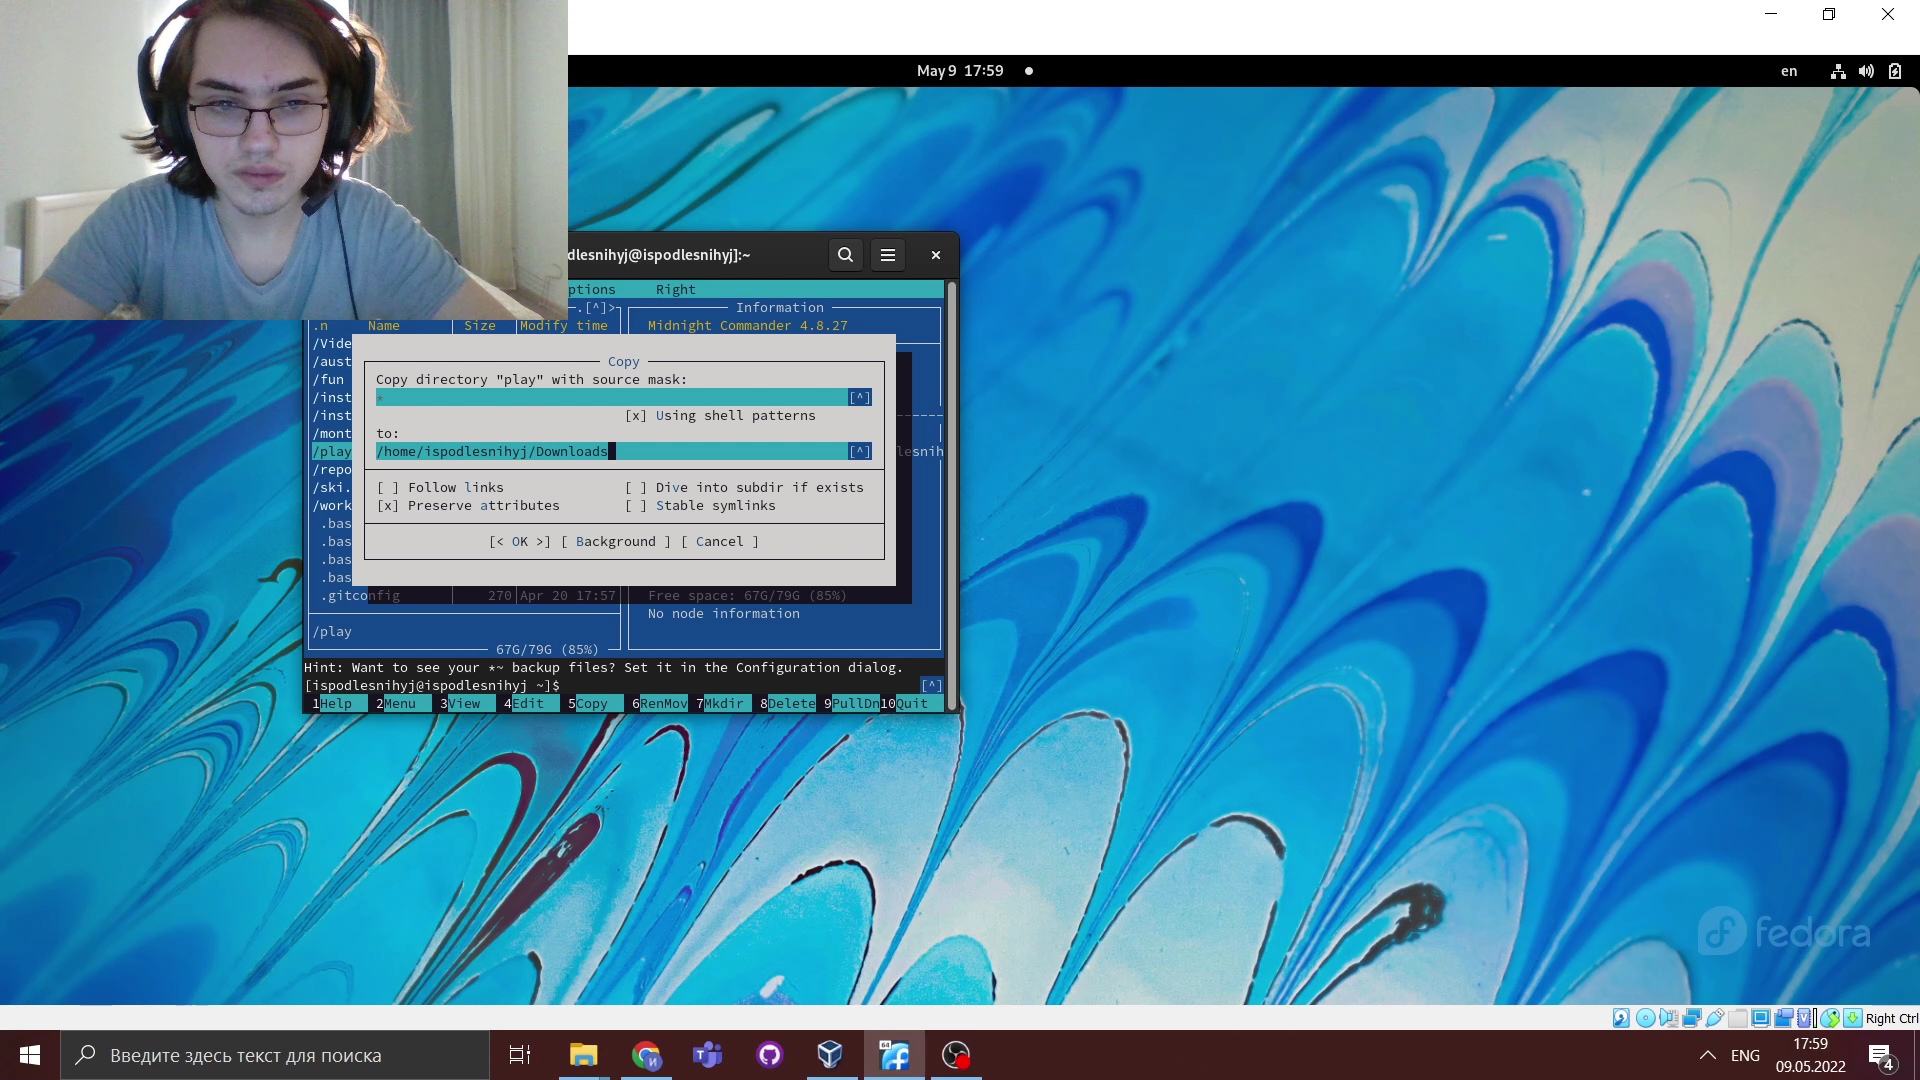 May 9 17:59
en
dlesnihyj@ispodlesnihyj]:~
ptions Right
.[^]> Information
.n Name Size Modify time Midnight Commander 4.8.27
/Vide
/aust Copy
/fun Copy directory "play" with source mask:
/inst * [^]
/inst [x] Using shell patterns
/mont to:
/play /home/ispodlesnihyj/Downloads [^] lesnih
/repo
/ski. [ ] Follow links [ ] Dive into subdir if exists
/work [x] Preserve attributes [ ] Stable symlinks
.bas
.bas [< OK >] [ Background ] [ Cancel ]
.bas
.bas
.gitconfig 270 Apr 20 17:57 Free space: 67G/79G (85%)
No node information
/play
67G/79G (85%)
Hint: Want to see your *~ backup files? Set it in the Configuration dialog.
[ispodlesnihyj@ispodlesnihyj ~]$ [^]
1Help 2Menu 3View 4Edit 5Copy 6RenMov 7Mkdir 8Delete 9PullDn 10Quit
fedora
Right Ctrl
Введите здесь текст для поиска
64
ENG
17:59
09.05.2022
4